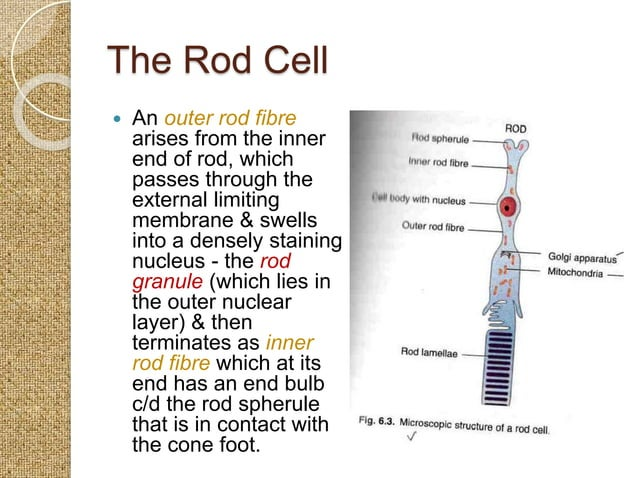 The Rod Cell
An outer rod fibre
arises from the inner
end of rod, which
passes through the
external limiting
membrane & swells
into a densely staining
nucleus - the rod
granule (which lies in
the outer nuclear
layer) & then
terminates as inner
rod fibre which at its
end has an end bulb
c/d the rod spherule
that is in contact with
the cone foot.
ROD
Rod spherule
Inner rod fibre
Cell body with nucleus
Outer rod fibre
Golgi apparatus
Mitochondria
Rod lamellae
Fig. 6.3. Microscopic structure of a rod cell.